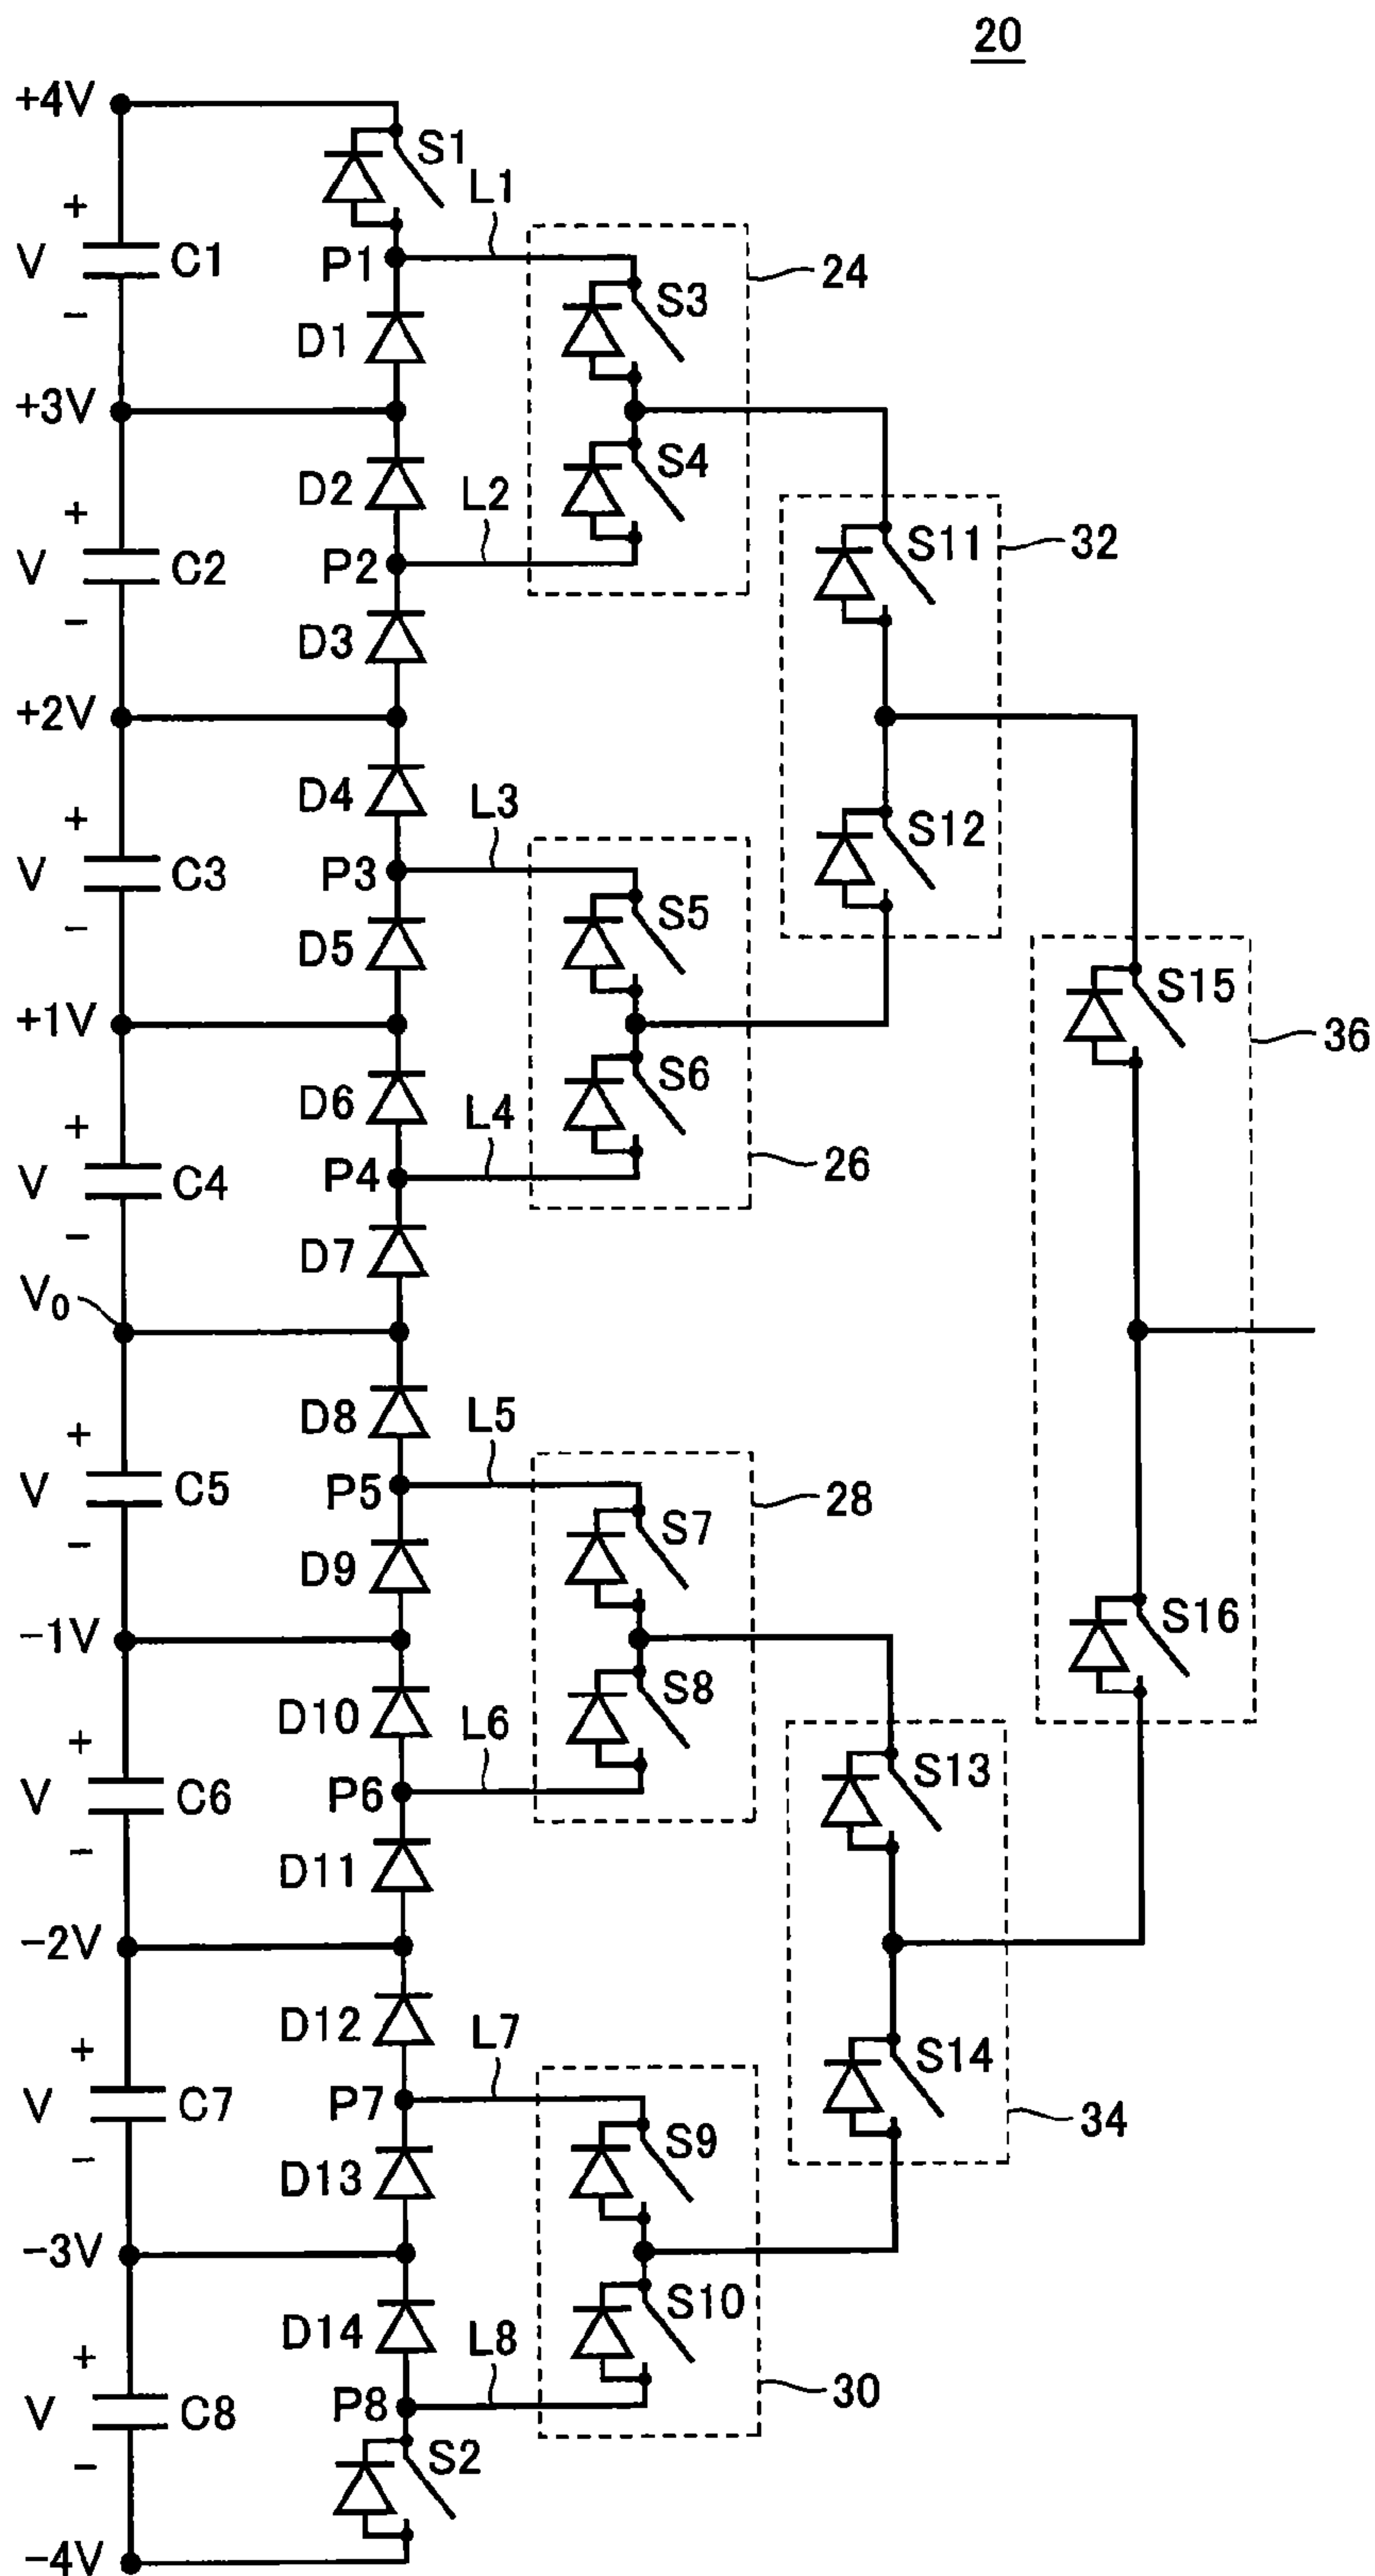 20
+4V
S1
L1
+
V
C1
P1
24
S3
−
D1
+3V
S4
+
D2
L2
V
C2
P2
S11
32
−
D3
+2V
D4
L3
+
S12
V
C3
P3
S5
−
D5
S15
+1V
36
S6
D6
L4
+
V
C4
P4
26
−
D7
V0
D8
L5
+
V
C5
P5
28
S7
−
D9
-1V
S16
S8
D10
L6
+
V
C6
P6
S13
−
D11
-2V
D12
L7
+
S14
V
C7
P7
34
S9
−
D13
-3V
S10
D14
L8
+
V
C8
P8
30
S2
−
-4V